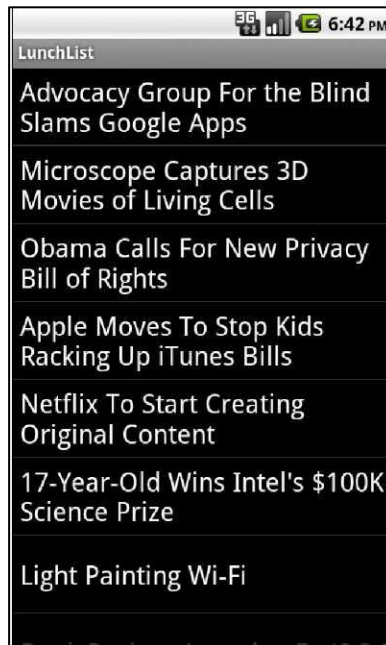 3G 6:42 PM
LunchList
Advocacy Group For the Blind
Slams Google Apps
Microscope Captures 3D
Movies of Living Cells
Obama Calls For New Privacy
Bill of Rights
Apple Moves To Stop Kids
Racking Up iTunes Bills
Netflix To Start Creating
Original Content
17-Year-Old Wins Intel's $100K
Science Prize
Light Painting Wi-Fi